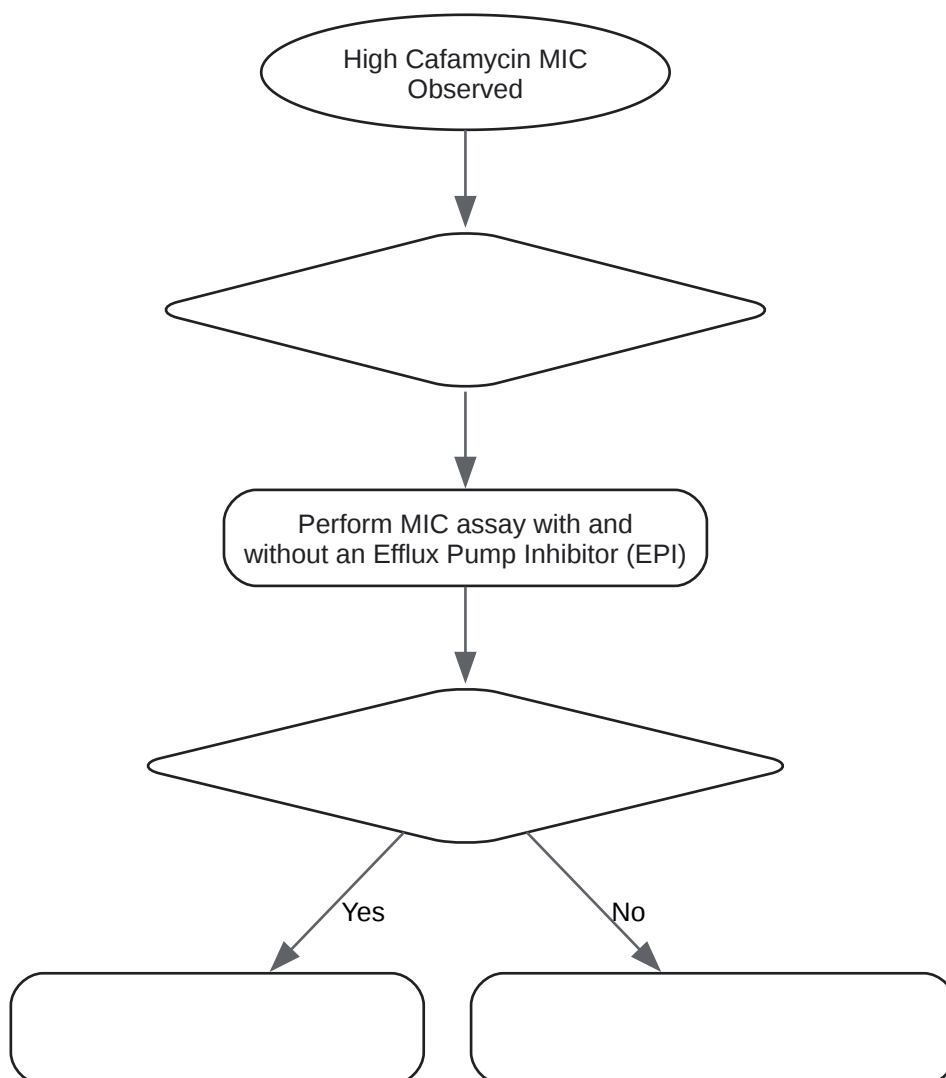 High Cafamycin MIC
Observed
Perform MIC assay with and
without an Efflux Pump Inhibitor (EPI)
Yes
No